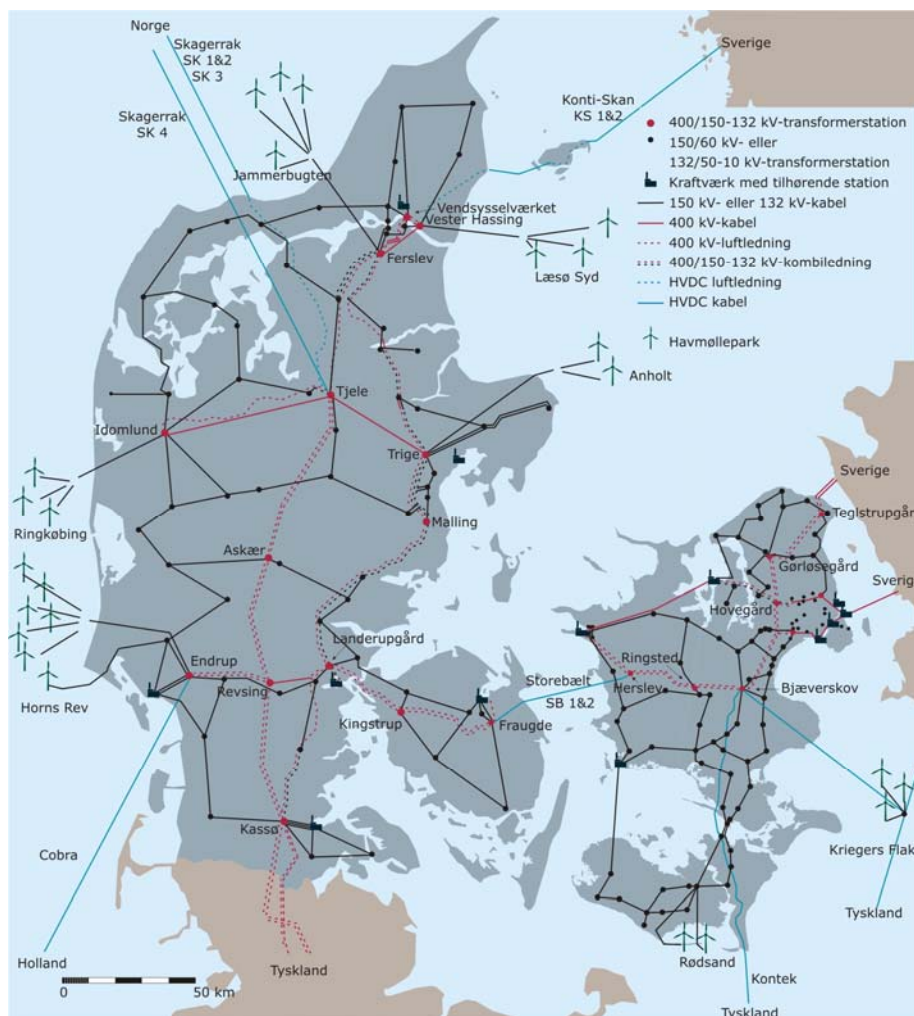 Norge
Skagerrak
SK 1&2
SK 3
Sverige
Skagerrak
SK 4
Konti-Skan
KS 1&2
400/150-132 kV-transformerstation
150/60 kV- eller
132/50-10 kV-transformerstation
Kraftværk med tilhørende station
150 kV- eller 132 kV-kabel
400 kV-kabel
400 kV-luftledning
400/150-132 kV-kombiledning
HVDC luftledning
HVDC kabel
Havmøllepark
Jammerbugten
Vendsysselværket
Vester Hassing
Ferslev
Læsø Syd
Anholt
Tjele
Idomlund
Trige
Ringkøbing
Malling
Sverige
Teglstrupgård
Askær
Gørløsegård
Sverige
Hovegård
Landerupgård
Endrup
Revsing
Horns Rev
Storebælt
SB 1&2
Ringsted
Herslev
Bjæverskov
Kingstrup
Fraugde
Kassø
Cobra
Kriegers Flak
Tyskland
Holland
Tyskland
Rødsand
Kontek
Tyskland
0
50 km